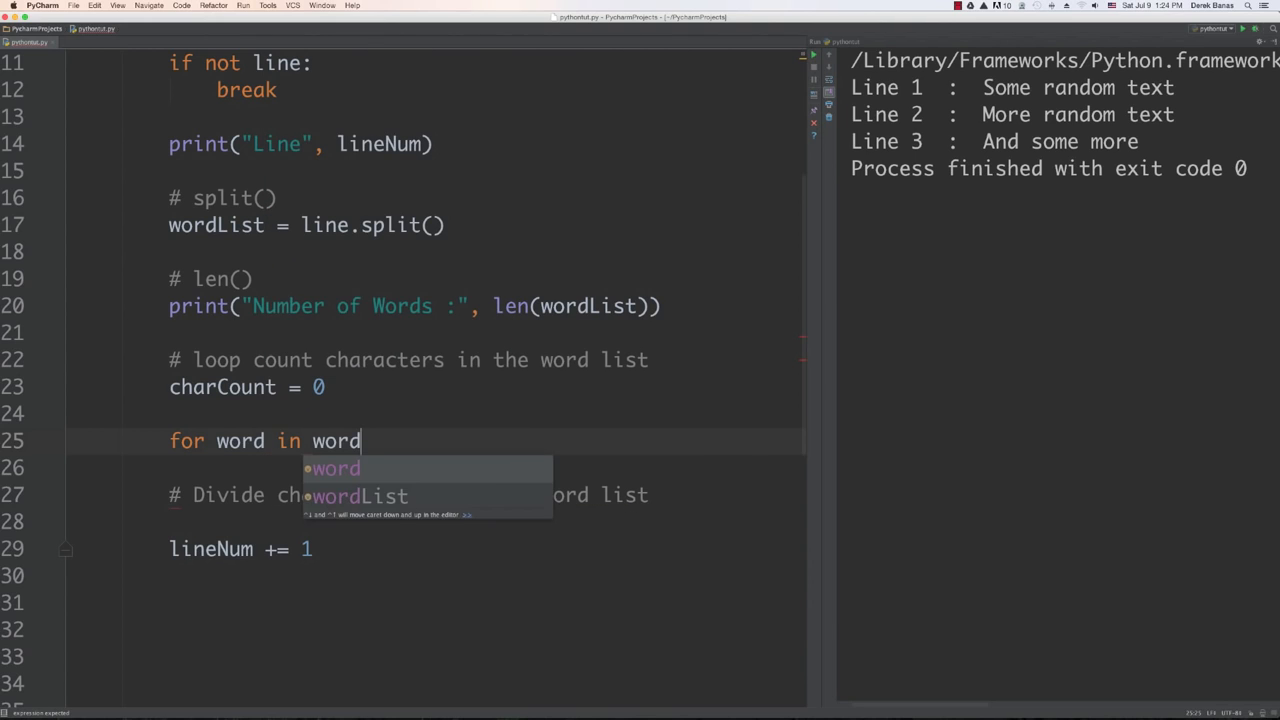 PyCharm File Edit View Navigate Code Refactor Run Tools VCS Window Help
10 Sat Jul 9 1:24 PM Derek Banas
pythontut.py - PycharmProjects - [~/PycharmProjects]
PycharmProjects pythontut.py pythontut
pythontut.py Run pythontut
11 if not line:
12 break
13
14 print("Line", lineNum)
15
16 # split()
17 wordList = line.split()
18
19 # len()
20 print("Number of Words :", len(wordList))
21
22 # loop count characters in the word list
23 charCount = 0
24
25 for word in word
26 word
27 # Divide ch wordList ord list
^↓ and ^↑ will move caret down and up in the editor >>
28
29 lineNum += 1
30
31
32
33
34
/Library/Frameworks/Python.framework
Line 1 : Some random text
Line 2 : More random text
Line 3 : And some more
Process finished with exit code 0
expression expected 25:25 LF÷ UTF-8÷